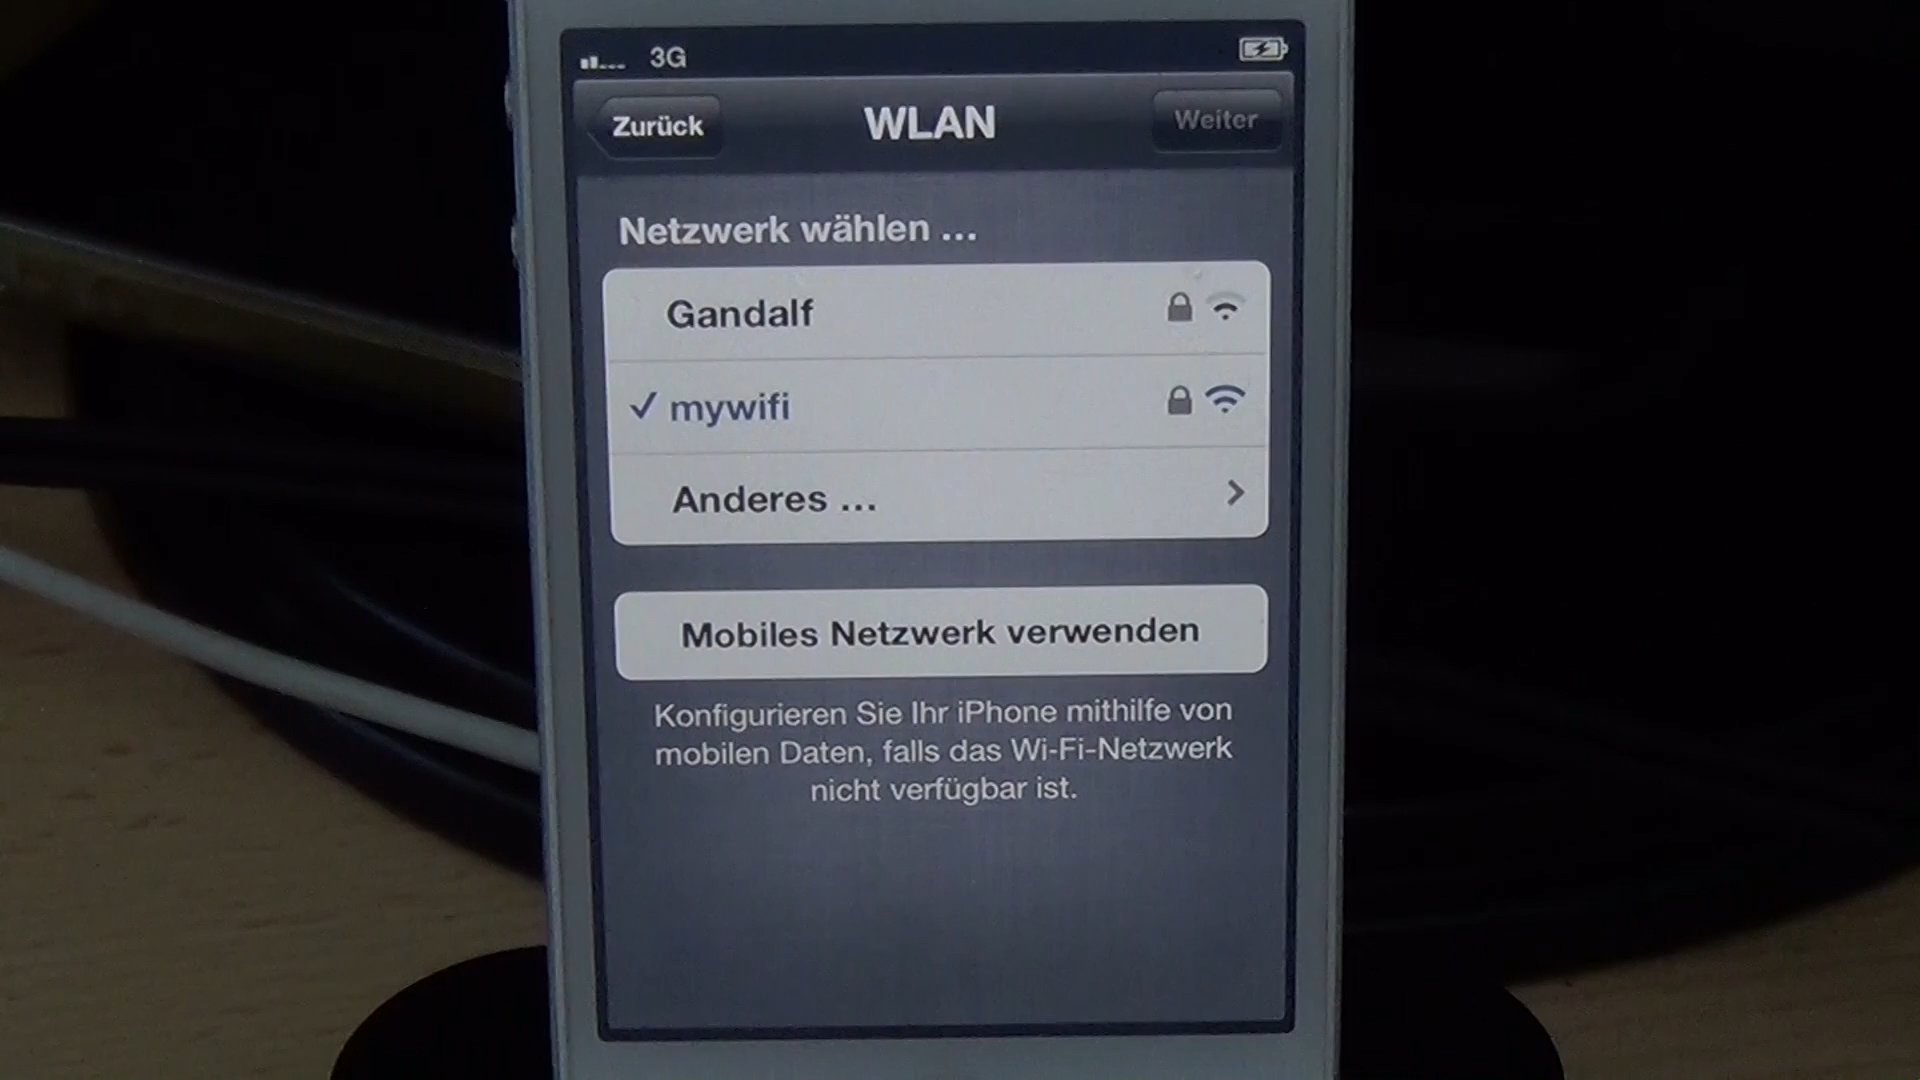 3G
Zurück WLAN Weiter
Netzwerk wählen ...
Gandalf
✓ mywifi
Anderes ...
Mobiles Netzwerk verwenden
Konfigurieren Sie Ihr iPhone mithilfe von
mobilen Daten, falls das Wi-Fi-Netzwerk
nicht verfügbar ist.